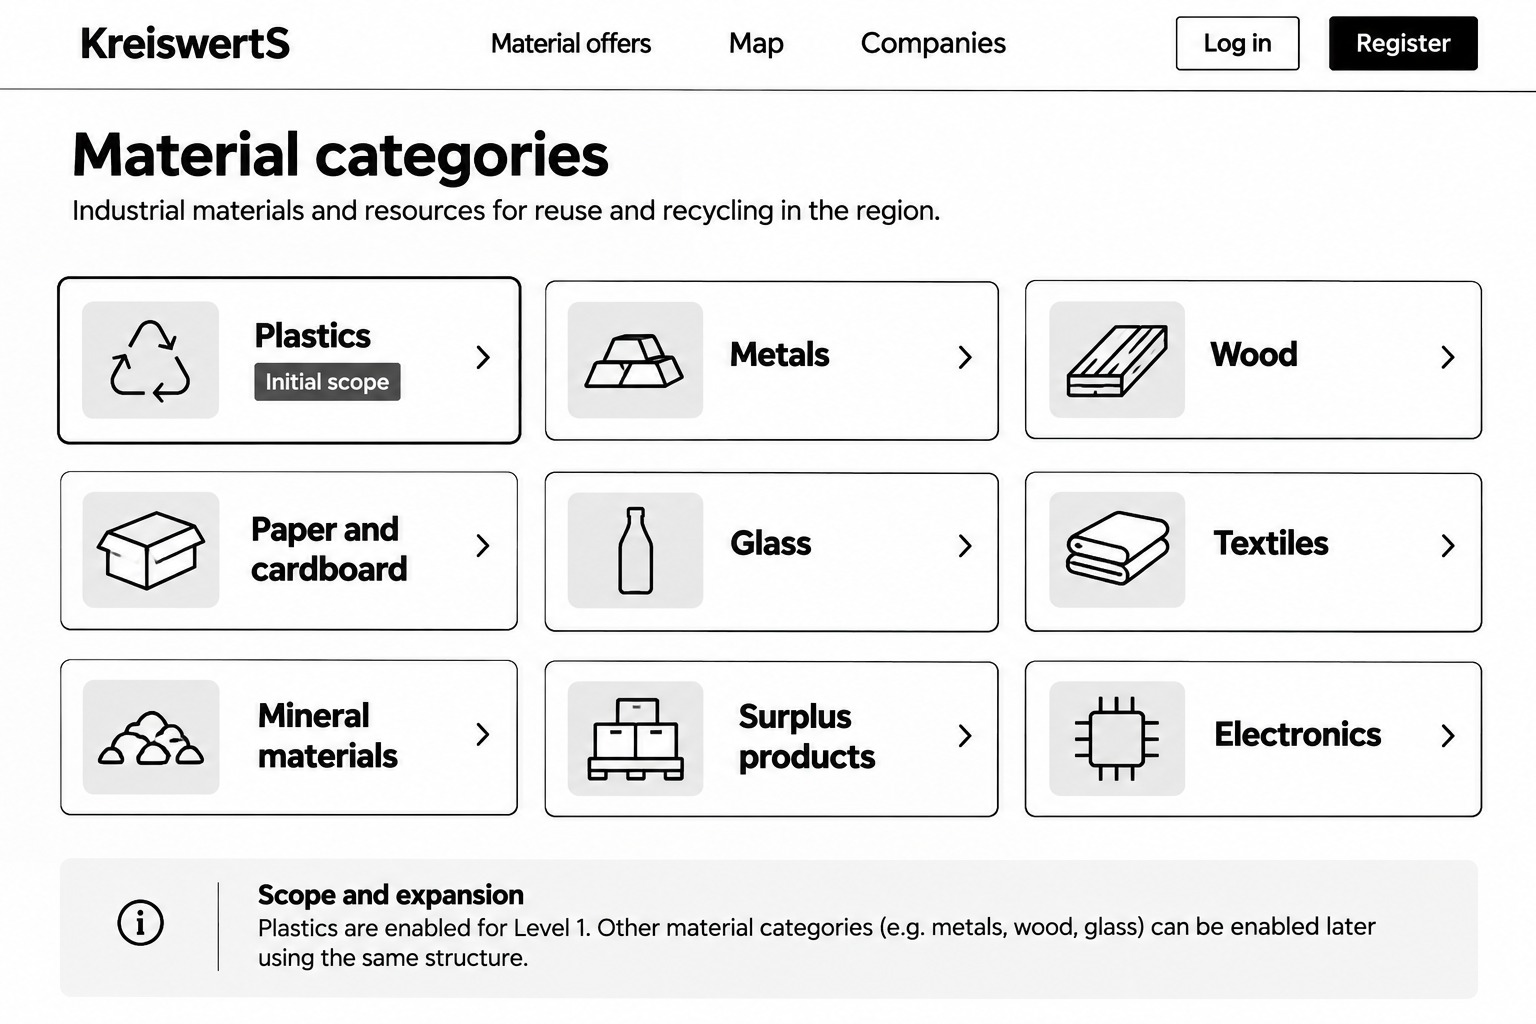 KreiswertS
Material offers
Map
Companies
Log in
Register
Material categories
Industrial materials and resources for reuse and recycling in the region.
Plastics
Initial scope
Metals
Wood
Paper and
cardboard
Glass
Textiles
Mineral
materials
Surplus
products
Electronics
Scope and expansion
Plastics are enabled for Level 1. Other material categories (e.g. metals, wood, glass) can be enabled later
using the same structure.